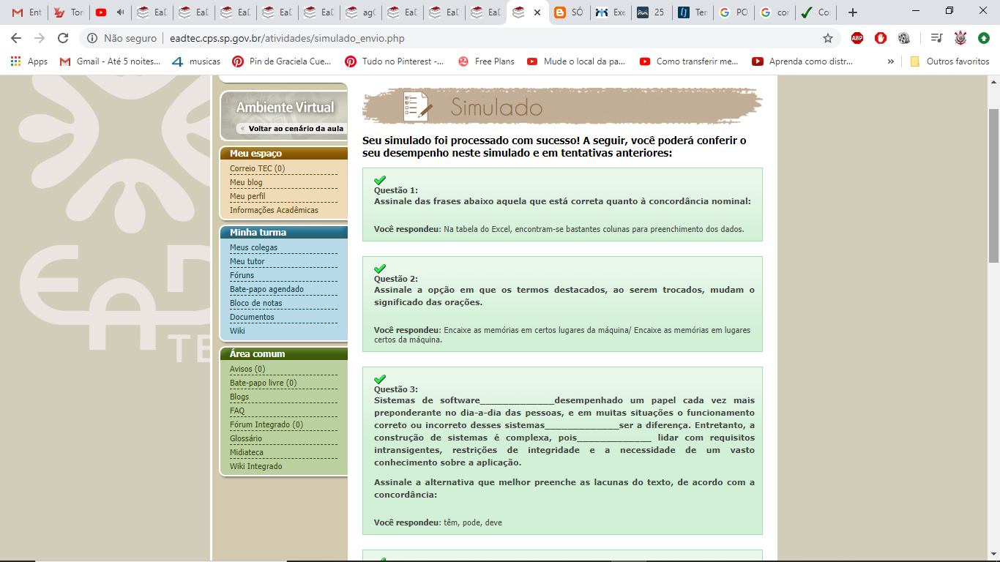 Ent
Tor
EaD
EaD
EaD
EaD
EaD
agC
EaD
EaD
EaD
SÓ
Exe
25
Ter
PO
cor
Co
Não seguro
eadtec.cps.sp.gov.br/atividades/simulado_envio.php
ABP
Apps
Gmail - Até 5 noites...
musicas
Pin de Graciela Cue...
Tudo no Pinterest -...
Free Plans
Mude o local da pa...
Como transferir me...
Aprenda como distr...
»
Outros favoritos
Ambiente Virtual
« Voltar ao cenário da aula
Meu espaço
Correio TEC (0)
Meu blog
Meu perfil
Informações Acadêmicas
Minha turma
Meus colegas
Meu tutor
Fóruns
Bate-papo agendado
Bloco de notas
Documentos
Wiki
Área comum
Avisos (0)
Bate-papo livre (0)
Blogs
FAQ
Fórum Integrado (0)
Glossário
Midiateca
Wiki Integrado
EAD
TE
Simulado
Seu simulado foi processado com sucesso! A seguir, você poderá conferir o
seu desempenho neste simulado e em tentativas anteriores:
Questão 1:
Assinale das frases abaixo aquela que está correta quanto à concordância nominal:
Você respondeu: Na tabela do Excel, encontram-se bastantes colunas para preenchimento dos dados.
Questão 2:
Assinale a opção em que os termos destacados, ao serem trocados, mudam o
significado das orações.
Você respondeu: Encaixe as memórias em certos lugares da máquina/ Encaixe as memórias em lugares
certos da máquina.
Questão 3:
Sistemas de software_____________desempenhado um papel cada vez mais
preponderante no dia-a-dia das pessoas, e em muitas situações o funcionamento
correto ou incorreto desses sistemas_____________ser a diferença. Entretanto, a
construção de sistemas é complexa, pois_____________ lidar com requisitos
intransigentes, restrições de integridade e a necessidade de um vasto
conhecimento sobre a aplicação.
Assinale a alternativa que melhor preenche as lacunas do texto, de acordo com a
concordância:
Você respondeu: têm, pode, deve